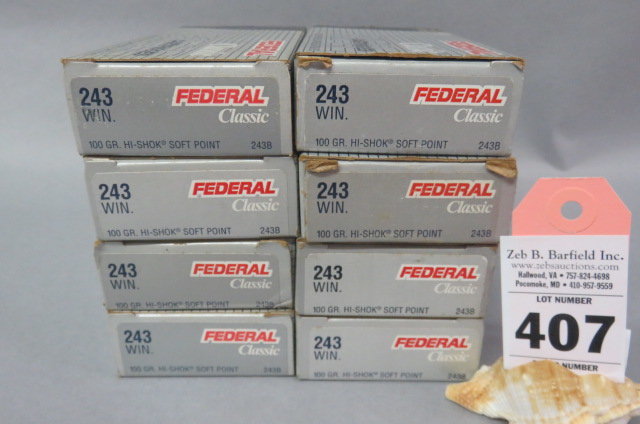 243
WIN.
FEDERAL
Classic
100 GR. HI-SHOK® SOFT POINT 243B
243
WIN.
FEDERAL
Classic
100 GR. HI-SHOK® SOFT POINT 243B
243
WIN.
FEDERAL
Classic
100 GR. HI-SHOK® SOFT POINT 243B
243
WIN.
FEDERAL
Classic
100 GR. HI-SHOK® SOFT POINT 243B
243
WIN.
FEDERAL
Classic
100 GR. HI-SHOK® SOFT POINT 243B
243
WIN.
FEDERAL
Classic
100 GR. HI-SHOK® SOFT POINT 243B
243
WIN.
FEDERAL
Classic
100 GR. HI-SHOK® SOFT POINT 243B
243
WIN.
FEDERAL
Classic
100 GR. HI-SHOK® SOFT POINT 243B
Zeb B. Barfield Inc.
www.zebsauctions.com
Hallwood, VA • 757-824-4698
Pocomoke, MD • 410-957-9559
LOT NUMBER
407
NUMBER